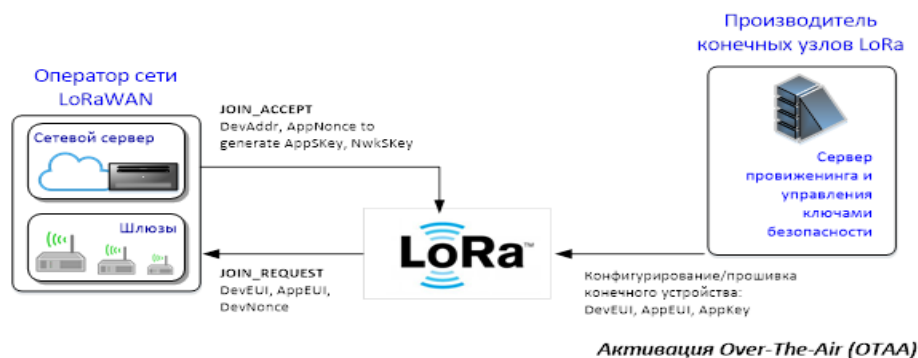 Производитель
конечных узлов LoRa
Оператор сети
LoRaWAN
JOIN_ACCEPT
DevAddr, AppNonce to
generate AppSKey, NwkSKey
Сетевой сервер
Сервер
провиженинга и
управления
ключами
безопасности
Шлюзы
LoRa™
JOIN_REQUEST
DevEUI, AppEUI,
DevNonce
Конфигурирование/прошивка
конечного устройства:
DevEUI, AppEUI, AppKey
Активация Over-The-Air (OTAA)